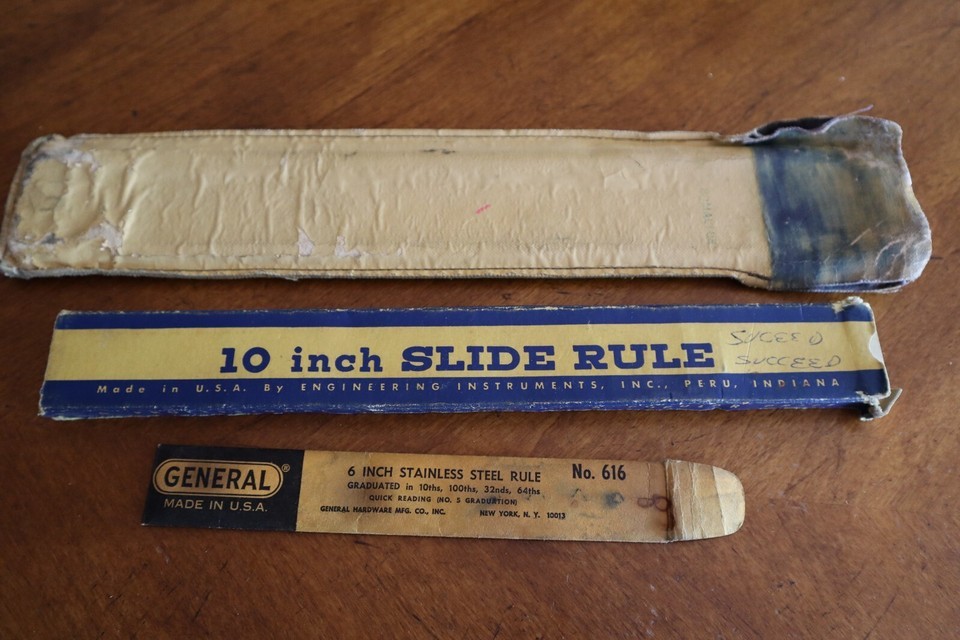 10 inch SLIDE RULE
SUCEED
SUCCEED
Made in U.S.A. By ENGINEERING INSTRUMENTS, INC., PERU, INDIANA
GENERAL®
MADE IN U.S.A.
6 INCH STAINLESS STEEL RULE No. 616
GRADUATED in 10ths, 100ths, 32nds, 64ths
QUICK READING (NO. 5 GRADUATION)
GENERAL HARDWARE MFG. CO., INC. NEW YORK, N. Y. 10013